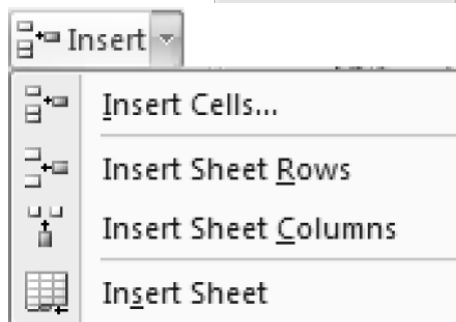 Insert
Insert Cells...
Insert Sheet Rows
Insert Sheet Columns
Insert Sheet